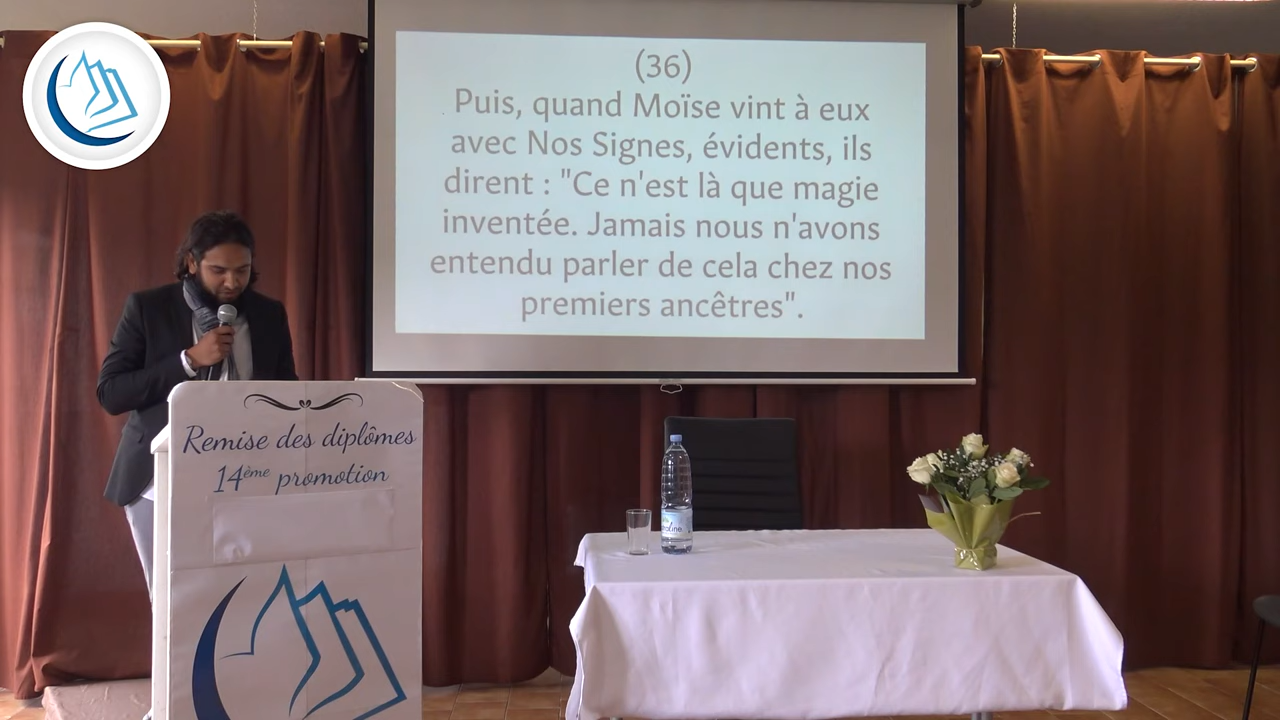 (36)
Puis, quand Moïse vint à eux
avec Nos Signes, évidents, ils
dirent : "Ce n'est là que magie
inventée. Jamais nous n'avons
entendu parler de cela chez nos
premiers ancêtres".
Remise des diplômes
14ème promotion